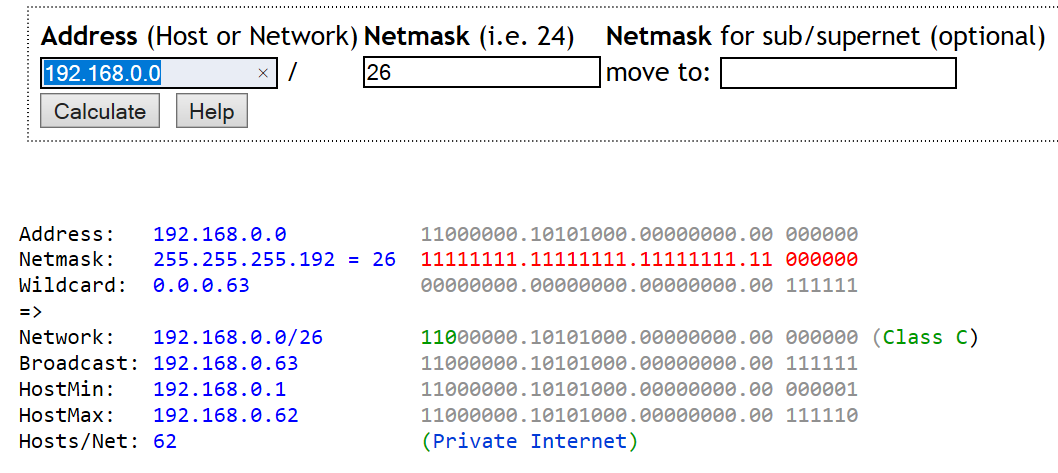 Address (Host or Network) Netmask (i.e. 24) Netmask for sub/supernet (optional)
192.168.0.0 × / 26 move to:
Calculate Help
Address: 192.168.0.0 11000000.10101000.00000000.00 000000
Netmask: 255.255.255.192 = 26 11111111.11111111.11111111.11 000000
Wildcard: 0.0.0.63 00000000.00000000.00000000.00 111111
=>
Network: 192.168.0.0/26 11000000.10101000.00000000.00 000000 (Class C)
Broadcast: 192.168.0.63 11000000.10101000.00000000.00 111111
HostMin: 192.168.0.1 11000000.10101000.00000000.00 000001
HostMax: 192.168.0.62 11000000.10101000.00000000.00 111110
Hosts/Net: 62 (Private Internet)